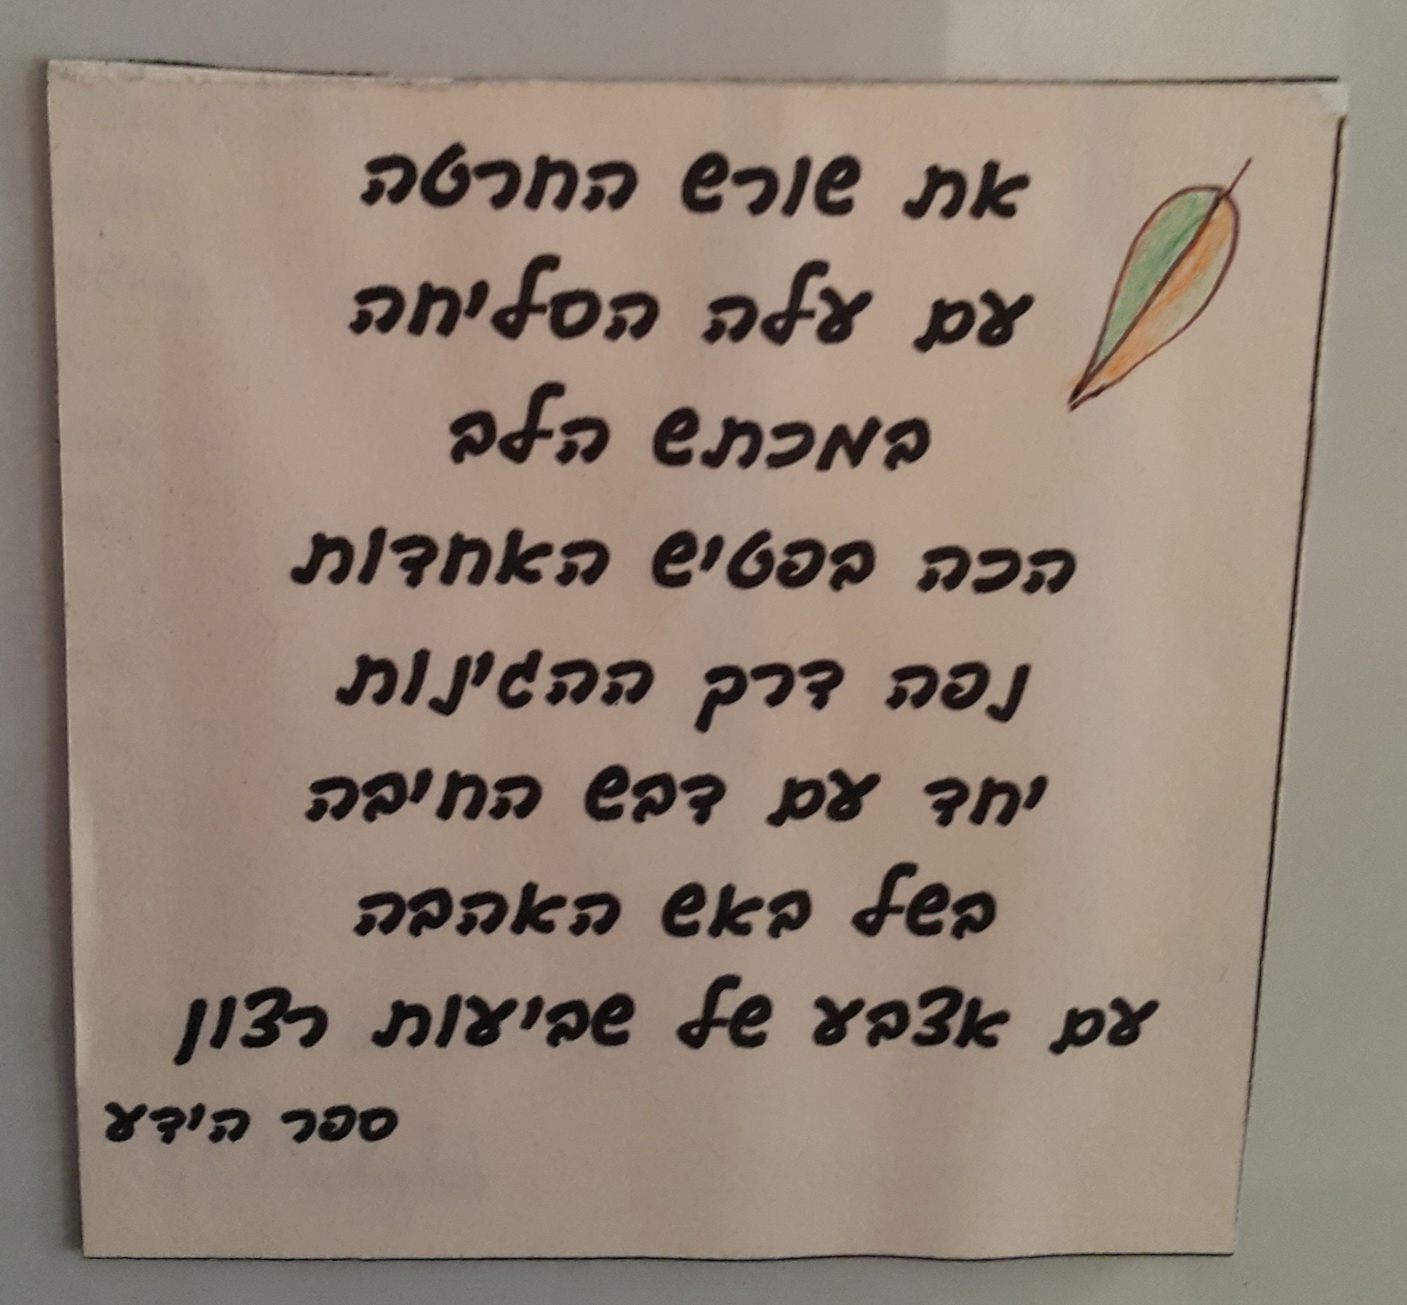 את שורש החרטה
עם עלה הסליחה
במכתש הלב
הכה בפטיש האחדות
נפה דרך ההגינות
יחד עם דבש החיבה
בשל באש האהבה
עם אצבע של שביעות רצון
ספר הידע